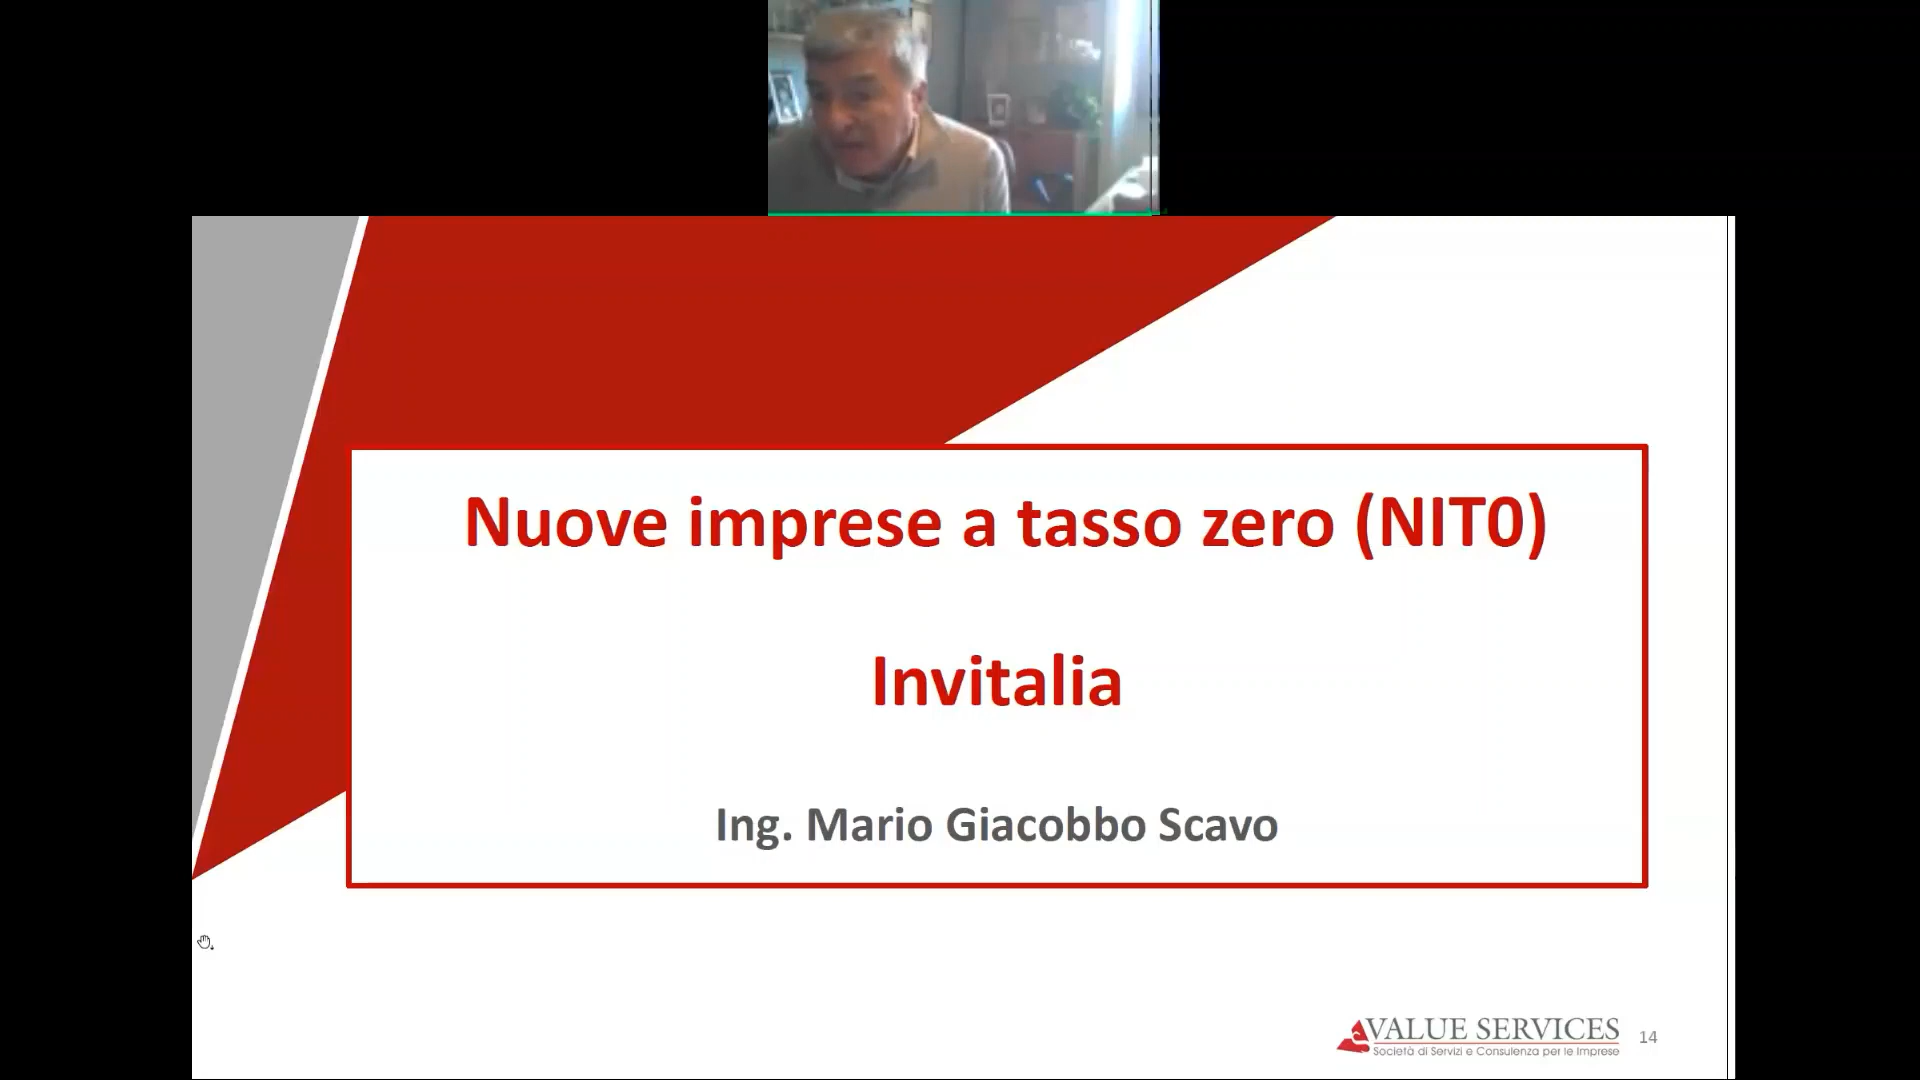 Nuove imprese a tasso zero (NIT0)
Invitalia
Ing. Mario Giacobbo Scavo
VALUE SERVICES
Società di Servizi e Consulenza per le Imprese
14